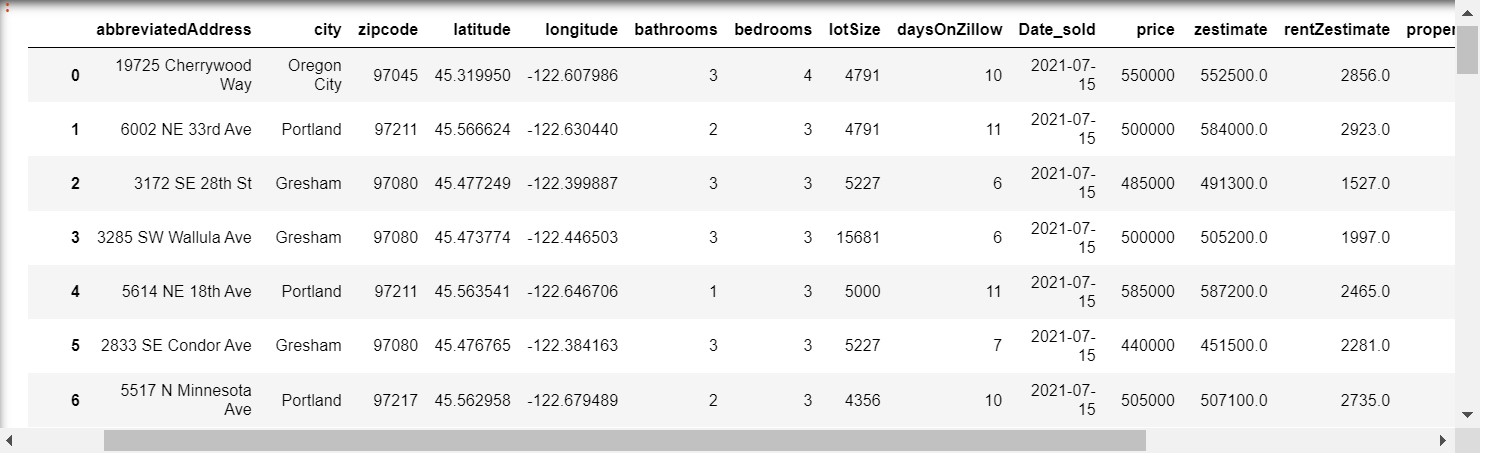 abbreviatedAddress city zipcode latitude longitude bathrooms bedrooms lotSize daysOnZillow Date_sold price zestimate rentZestimate proper
0 19725 Cherrywood Way Oregon City 97045 45.319950 -122.607986 3 4 4791 10 2021-07-15 550000 552500.0 2856.0
1 6002 NE 33rd Ave Portland 97211 45.566624 -122.630440 2 3 4791 11 2021-07-15 500000 584000.0 2923.0
2 3172 SE 28th St Gresham 97080 45.477249 -122.399887 3 3 5227 6 2021-07-15 485000 491300.0 1527.0
3 3285 SW Wallula Ave Gresham 97080 45.473774 -122.446503 3 3 15681 6 2021-07-15 500000 505200.0 1997.0
4 5614 NE 18th Ave Portland 97211 45.563541 -122.646706 1 3 5000 11 2021-07-15 585000 587200.0 2465.0
5 2833 SE Condor Ave Gresham 97080 45.476765 -122.384163 3 3 5227 7 2021-07-15 440000 451500.0 2281.0
6 5517 N Minnesota Ave Portland 97217 45.562958 -122.679489 2 3 4356 10 2021-07-15 505000 507100.0 2735.0